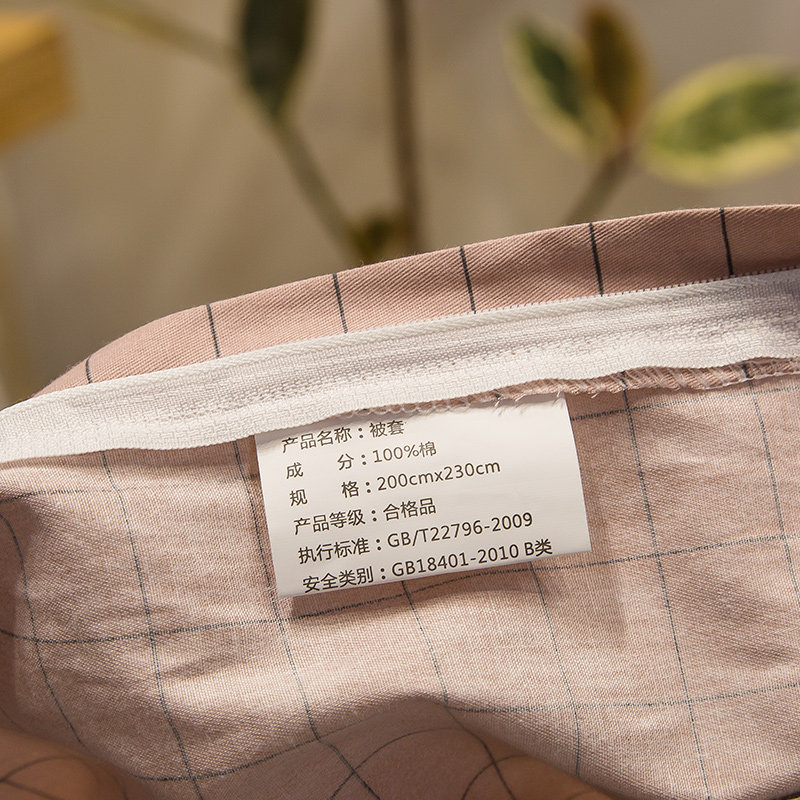 产品名称：被套
成 分：100%棉
规 格：200cmx230cm
产品等级：合格品
执行标准：GB/T22796-2009
安全类别：GB18401-2010 B类